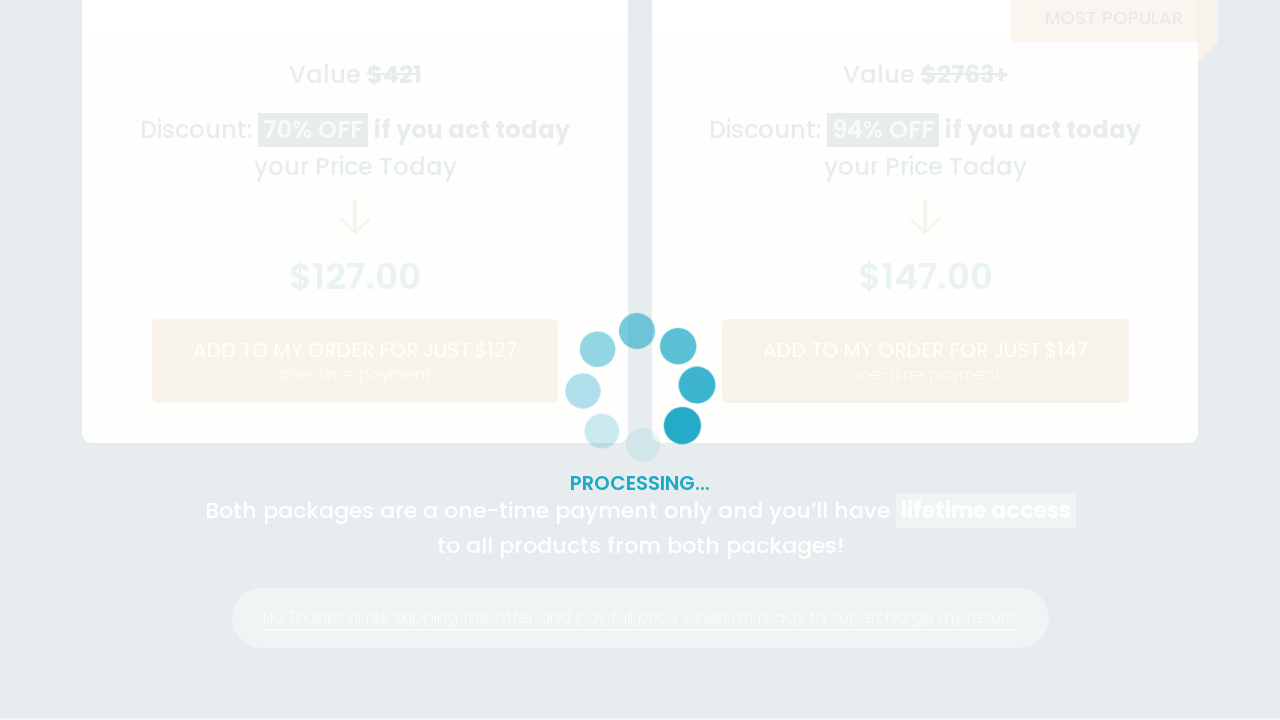 MOST POPULAR
Value $421
Discount: 70% OFF if you act today
your Price Today
$127.00
ADD TO MY ORDER FOR JUST $127
one-time payment
Value $2763+
Discount: 94% OFF if you act today
your Price Today
$147.00
ADD TO MY ORDER FOR JUST $147
one-time payment
PROCESSING...
Both packages are a one-time payment only and you’ll have lifetime access
to all products from both packages!
No Thanks, I'll risk skipping this offer and pay full price when I'm ready to supercharge my results